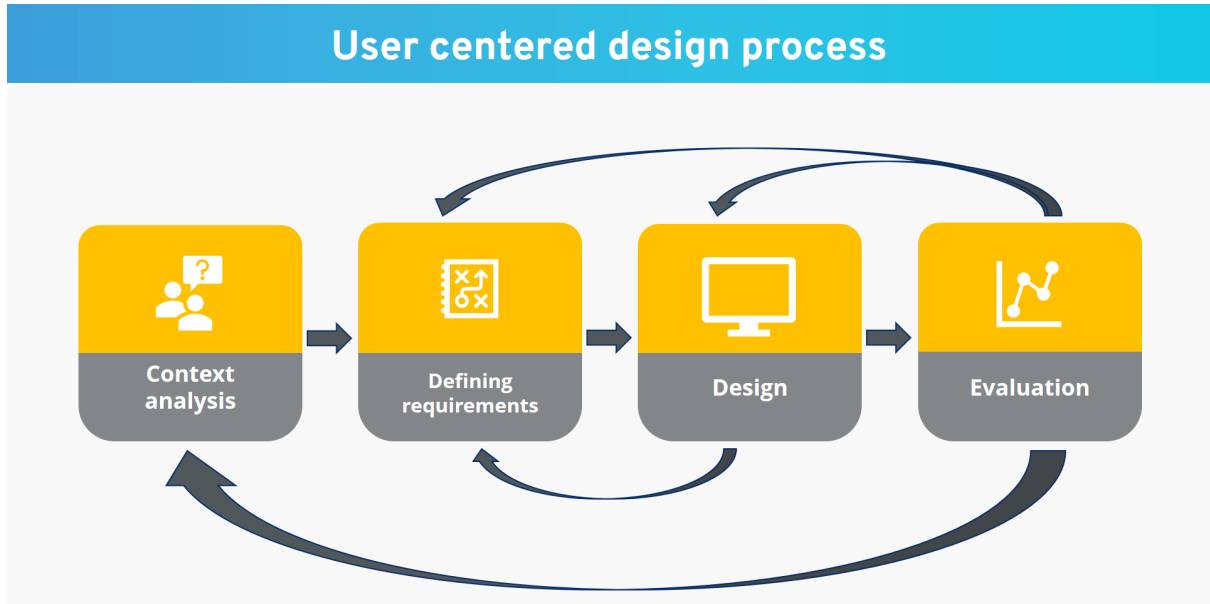 User centered design process
Context
analysis
Defining
requirements
Design
Evaluation